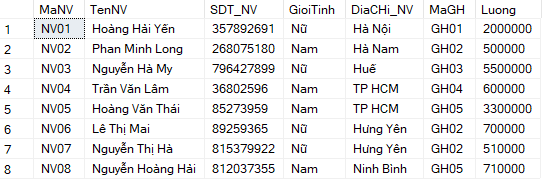 MaNV TenNV SDT_NV GioiTinh DiaChi_NV MaGH Luong
1 NV01 Hoàng Hải Yến 357892691 Nữ Hà Nội GH01 2000000
2 NV02 Phan Minh Long 268075180 Nam Hà Nam GH02 500000
3 NV03 Nguyễn Hà My 796427899 Nữ Huế GH03 5500000
4 NV04 Trần Văn Lâm 36802596 Nam TP HCM GH04 600000
5 NV05 Hoàng Văn Thái 85273959 Nam TP HCM GH05 3300000
6 NV06 Lê Thị Mai 89259365 Nữ Hưng Yên GH02 700000
7 NV07 Nguyễn Thị Hà 815379922 Nữ Hưng Yên GH02 510000
8 NV08 Nguyễn Hoàng Hải 812037355 Nam Ninh Bình GH05 710000